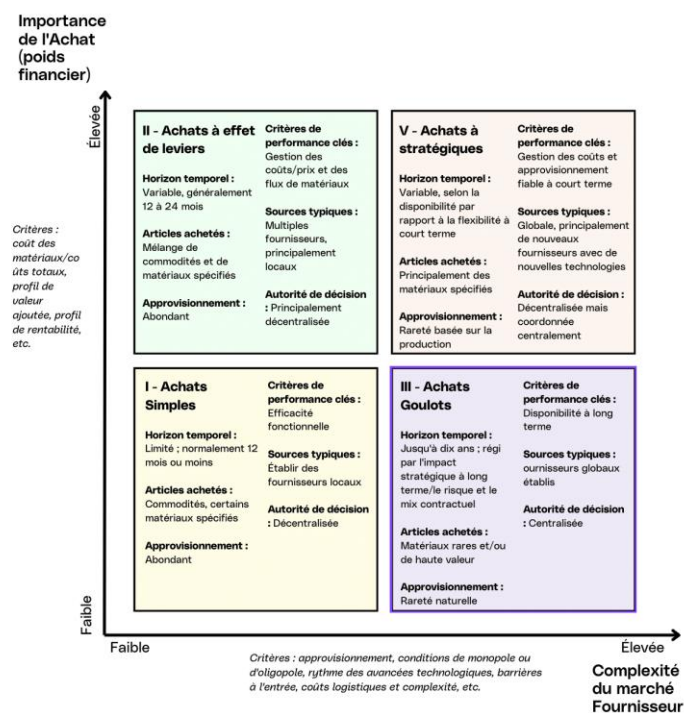 Importance
de l'Achat
(poids
financier)
Élevée
Critères :
coût des
matériaux/co
ûts totaux,
profil de
valeur
ajoutée, profil
de rentabilité,
etc.
II - Achats à effet
de leviers
Horizon temporel :
Variable, généralement
12 à 24 mois
Articles achetés :
Mélange de
commodités et de
matériaux spécifiés
Approvisionnement :
Abondant
Critères de
performance clés :
Gestion des
coûts/prix et des
flux de matériaux
Sources typiques :
Multiples
fournisseurs,
principalement
locaux
Autorité de décision
: Principalement
décentralisée
V - Achats à
stratégiques
Horizon temporel :
Variable, selon la
disponibilité par
rapport à la flexibilité à
court terme
Articles achetés :
Principalement des
matériaux spécifiés
Approvisionnement :
Rareté basée sur la
production
Critères de
performance clés :
Gestion des coûts et
approvisionnement
fiable à court terme
Sources typiques :
Globale, principalement
de nouveaux
fournisseurs avec de
nouvelles technologies
Autorité de décision :
Décentralisée mais
coordonnée
centralement
I - Achats
Simples
Horizon temporel :
Limité ; normalement 12
mois ou moins
Articles achetés :
Commodités, certains
matériaux spécifiés
Approvisionnement :
Abondant
Critères de
performance clés :
Efficacité
fonctionnelle
Sources typiques :
Établir des
fournisseurs locaux
Autorité de décision
: Décentralisée
III - Achats
Goulots
Horizon temporel :
Jusqu'à dix ans ; régi
par l'impact
stratégique à long
terme/le risque et le
mix contractuel
Articles achetés :
Matériaux rares et/ou
de haute valeur
Approvisionnement :
Rareté naturelle
Critères de
performance clés :
Disponibilité à long
terme
Sources typiques :
ournisseurs globaux
établis
Autorité de décision
: Centralisée
Faible
Faible
Élevée
Critères : approvisionnement, conditions de monopole ou
d'oligopole, rythme des avancées technologiques, barrières
à l'entrée, coûts logistiques et complexité, etc.
Complexité
du marché
Fournisseur